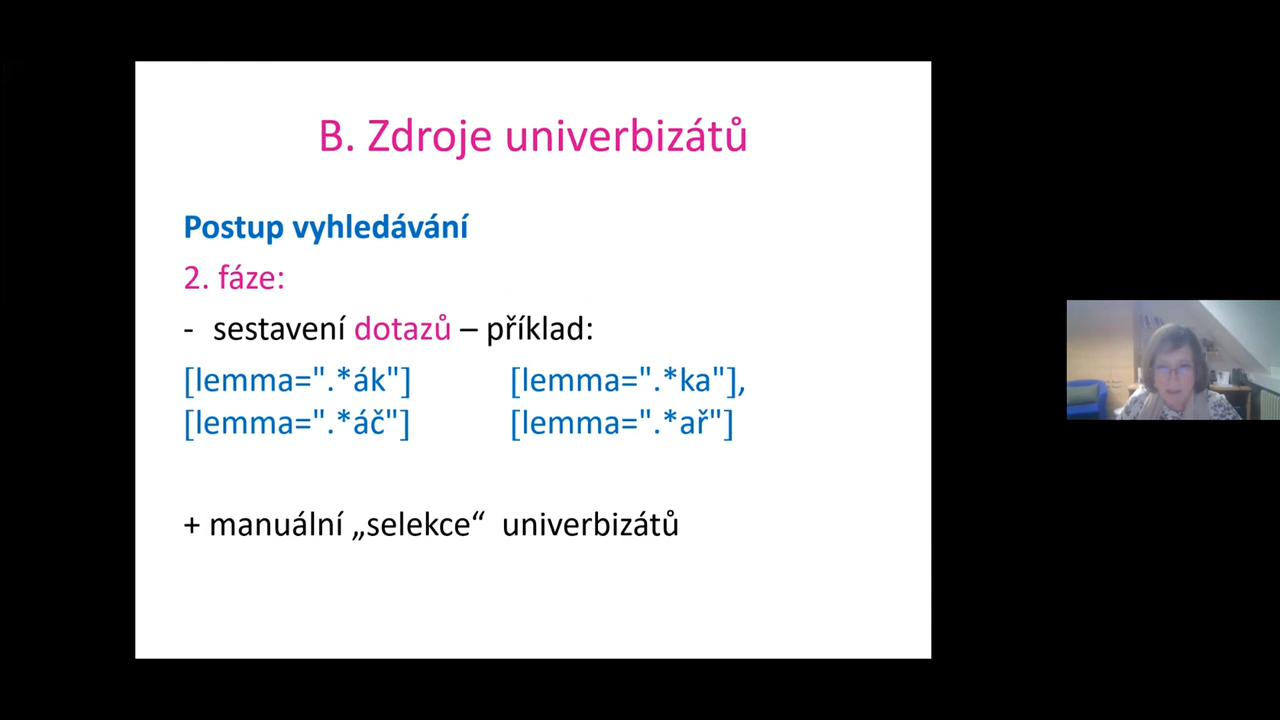 B. Zdroje univerbizátů
Postup vyhledávání
2. fáze:
- sestavení dotazů – příklad:
[lemma=".*ák"] [lemma=".*ka"],
[lemma=".*áč"] [lemma=".*ař"]
+ manuální „selekce“ univerbizátů